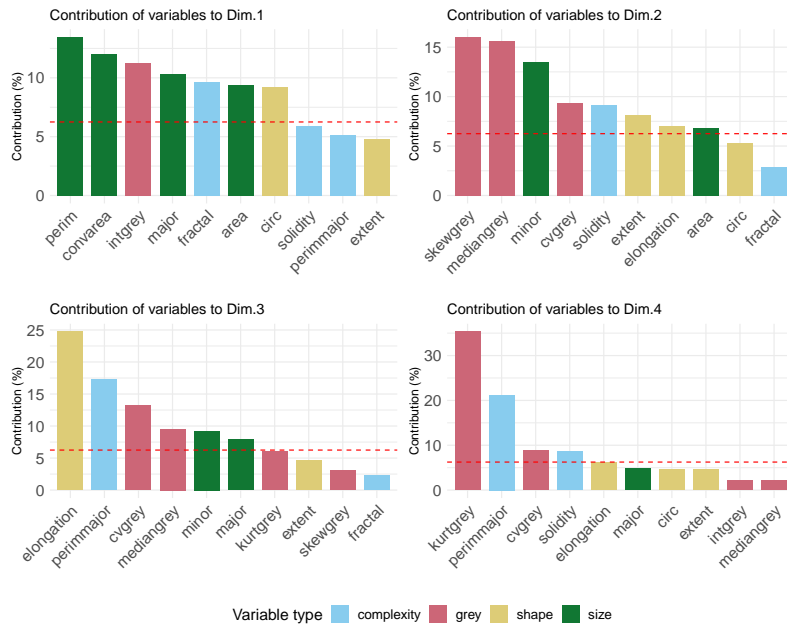 Contribution of variables to Dim.1
Contribution (%)
10
5
0
perim
convarea
intgrey
major
fractal
area
circ
solidity
perimmajor
extent
Contribution of variables to Dim.2
Contribution (%)
15
10
5
0
skewgrey
mediangrey
minor
cvgrey
solidity
extent
elongation
area
circ
fractal
Contribution of variables to Dim.3
Contribution (%)
25
20
15
10
5
0
elongation
perimmajor
cvgrey
mediangrey
minor
major
kurtgrey
extent
skewgrey
fractal
Contribution of variables to Dim.4
Contribution (%)
30
20
10
0
kurtgrey
perimmajor
cvgrey
solidity
elongation
major
circ
extent
intgrey
mediangrey
Variable type complexity grey shape size